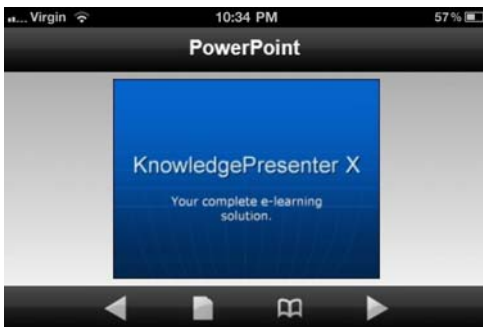 ... Virgin 10:34 PM 57%
PowerPoint
KnowledgePresenter X
Your complete e-learning
solution.